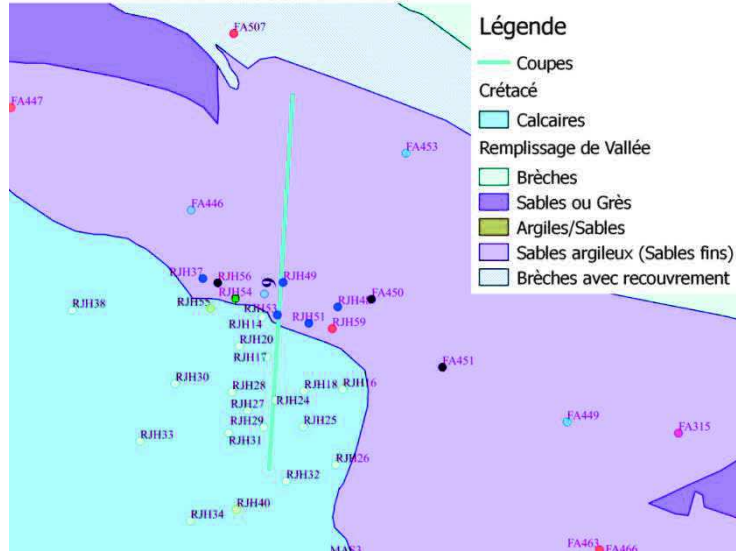 FA507
Légende
Coupes
Crétacé
Calcaires
Remplissage de Vallée
Brèches
Sables ou Grès
Argiles/Sables
Sables argileux (Sables fins)
Brèches avec recouvrement
FA447
FA453
FA446
RJH37
RJH56
RJH49
6
RJH54
FA450
RJH38
RJH55
RJH53
RJH14
RJH51
RJH59
RJH20
RJH17
FA451
RJH30
RJH28
RJH18
RJH16
RJH24
RJH27
RJH29
RJH25
RJH31
FA449
FA315
RJH33
RJH26
RJH32
RJH40
RJH34
FA463
FA466